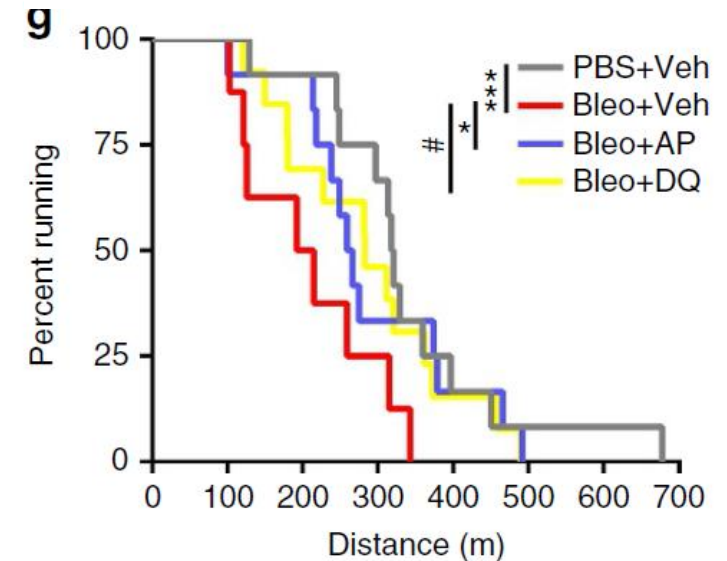 g
100
75
50
25
0
Percent running
0 100 200 300 400 500 600 700
Distance (m)
PBS+Veh
Bleo+Veh
Bleo+AP
Bleo+DQ
***
*
#